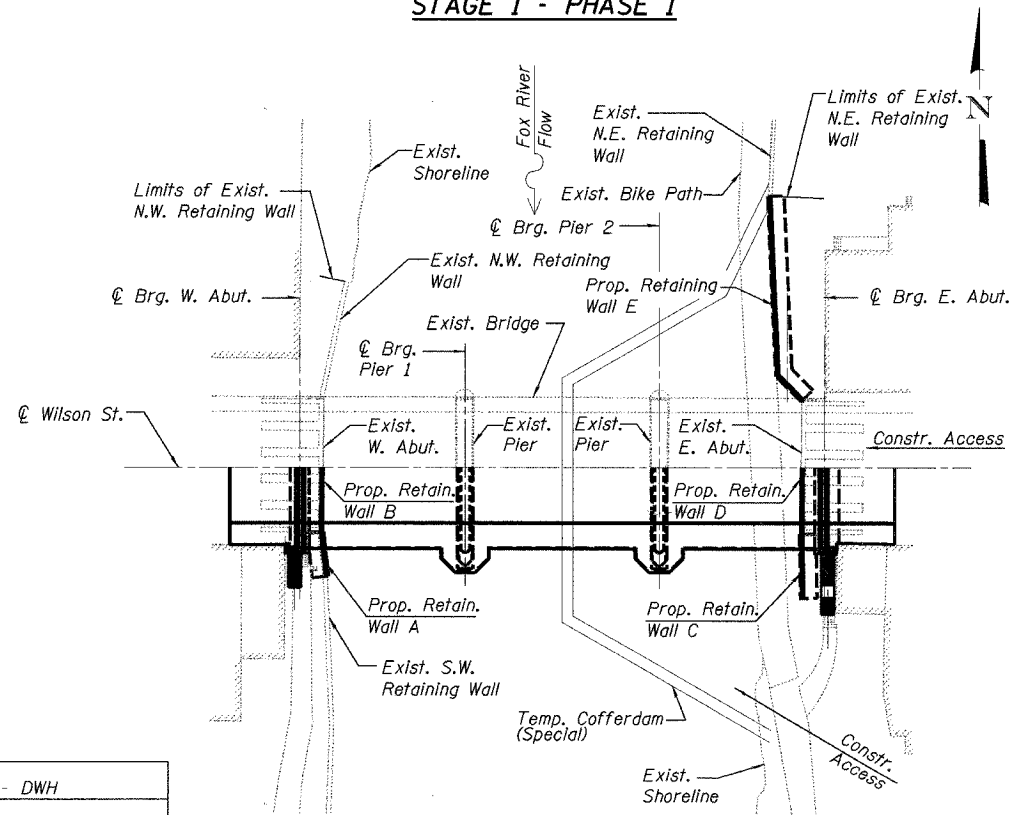 STAGE I - PHASE I
N
Limits of Exist.
N.E. Retaining
Wall
Fox River
Flow
Exist.
N.E. Retaining
Wall
Exist.
Shoreline
Exist. Bike Path
Limits of Exist.
N.W. Retaining Wall
℄ Brg. Pier 2
Exist. N.W. Retaining
Wall
Prop. Retaining
Wall E
℄ Brg. W. Abut.
℄ Brg. E. Abut.
Exist. Bridge
℄ Brg.
Pier 1
℄ Wilson St.
Exist.
W. Abut.
Exist.
Pier
Exist.
Pier
Exist.
E. Abut.
Constr. Access
Prop. Retain.
Wall B
Prop. Retain.
Wall D
Prop. Retain.
Wall A
Prop. Retain.
Wall C
Exist. S.W.
Retaining Wall
Temp. Cofferdam
(Special)
Constr.
Access
Exist.
Shoreline
- DWH